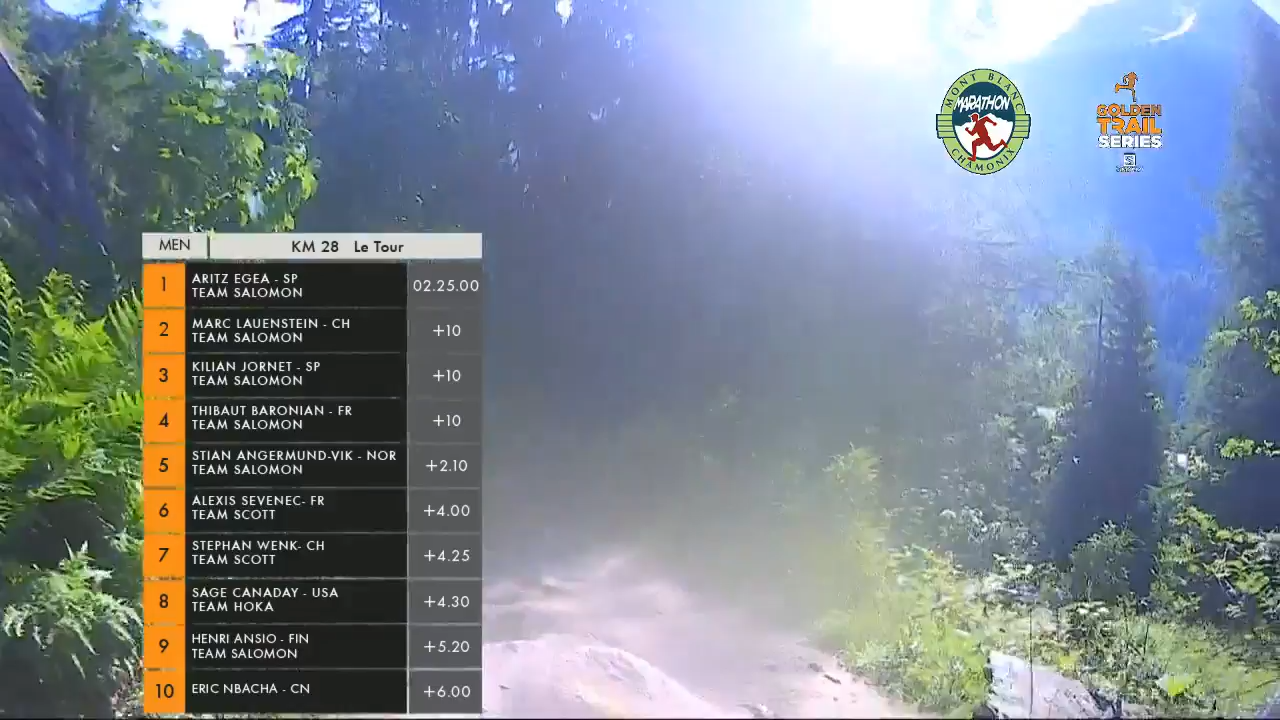 MONT BLANC
MARATHON
CHAMONIX
GOLDEN
TRAIL
SERIES
MEN KM 28 Le Tour
1 ARITZ EGEA - SP 02.25.00
TEAM SALOMON
2 MARC LAUENSTEIN - CH +10
TEAM SALOMON
3 KILIAN JORNET - SP +10
TEAM SALOMON
4 THIBAUT BARONIAN - FR +10
TEAM SALOMON
5 STIAN ANGERMUND-VIK - NOR +2.10
TEAM SALOMON
6 ALEXIS SEVENEC- FR +4.00
TEAM SCOTT
7 STEPHAN WENK- CH +4.25
TEAM SCOTT
8 SAGE CANADAY - USA +4.30
TEAM HOKA
9 HENRI ANSIO - FIN +5.20
TEAM SALOMON
10 ERIC NBACHA - CN +6.00